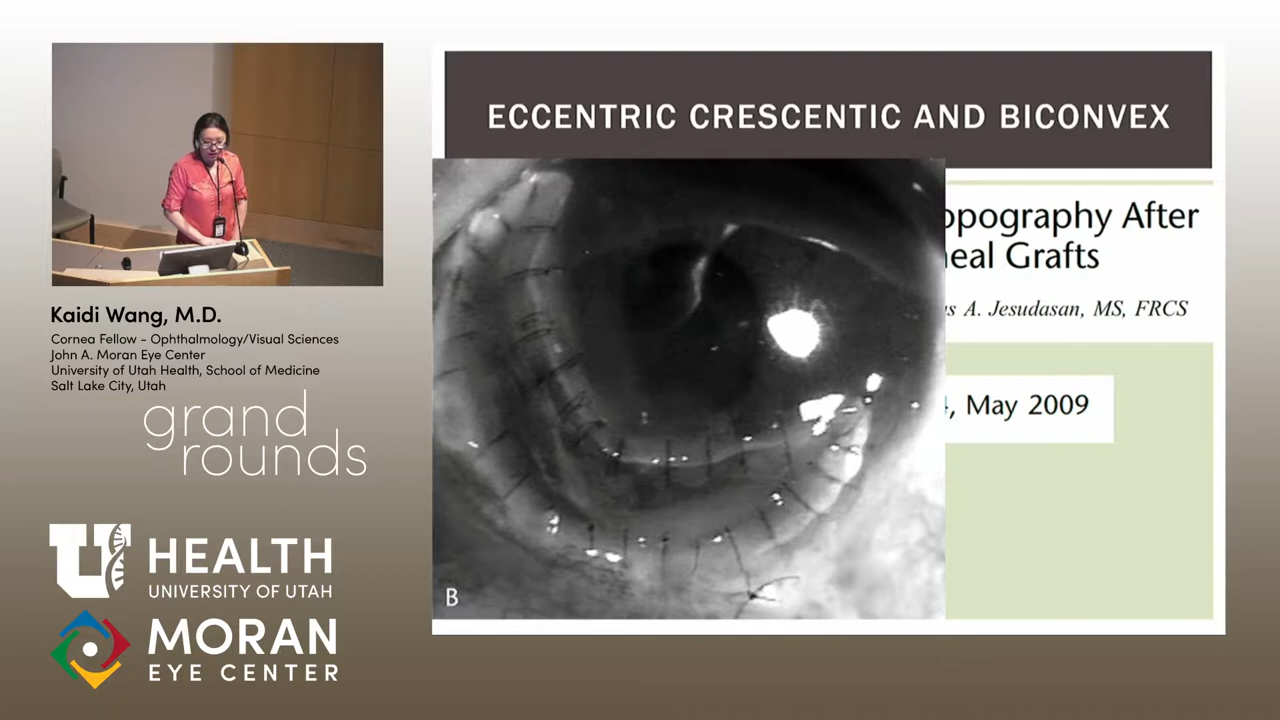 Kaidi Wang, M.D.
Cornea Fellow - Ophthalmology/Visual Sciences
John A. Moran Eye Center
University of Utah Health, School of Medicine
Salt Lake City, Utah
grand
rounds
U HEALTH
UNIVERSITY OF UTAH
MORAN
EYE CENTER
ECCENTRIC CRESCENTIC AND BICONVEX
opography After
Grafts
A. Jesudasan, MS, FRCS
, May 2009
B